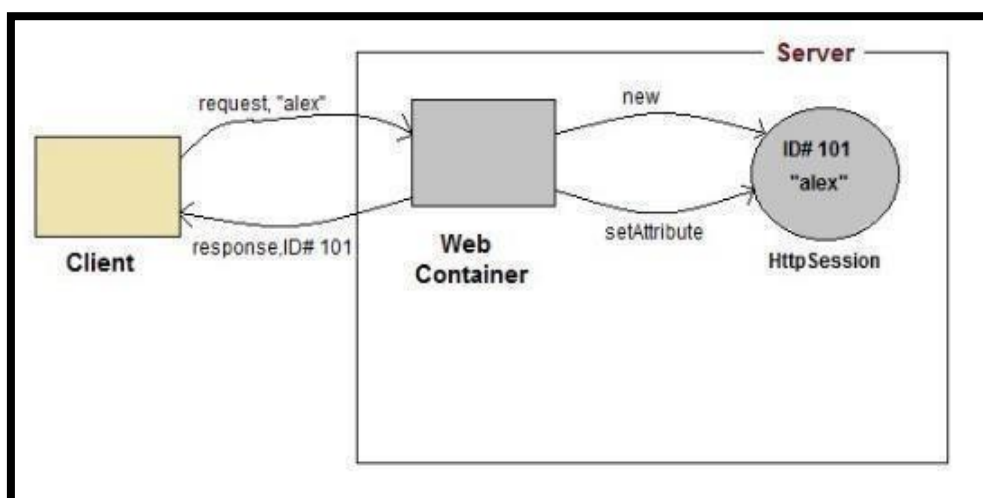 Server
request, "alex"
new
ID# 101
"alex"
setAttribute
response,ID# 101
Client
Web
Container
HttpSession